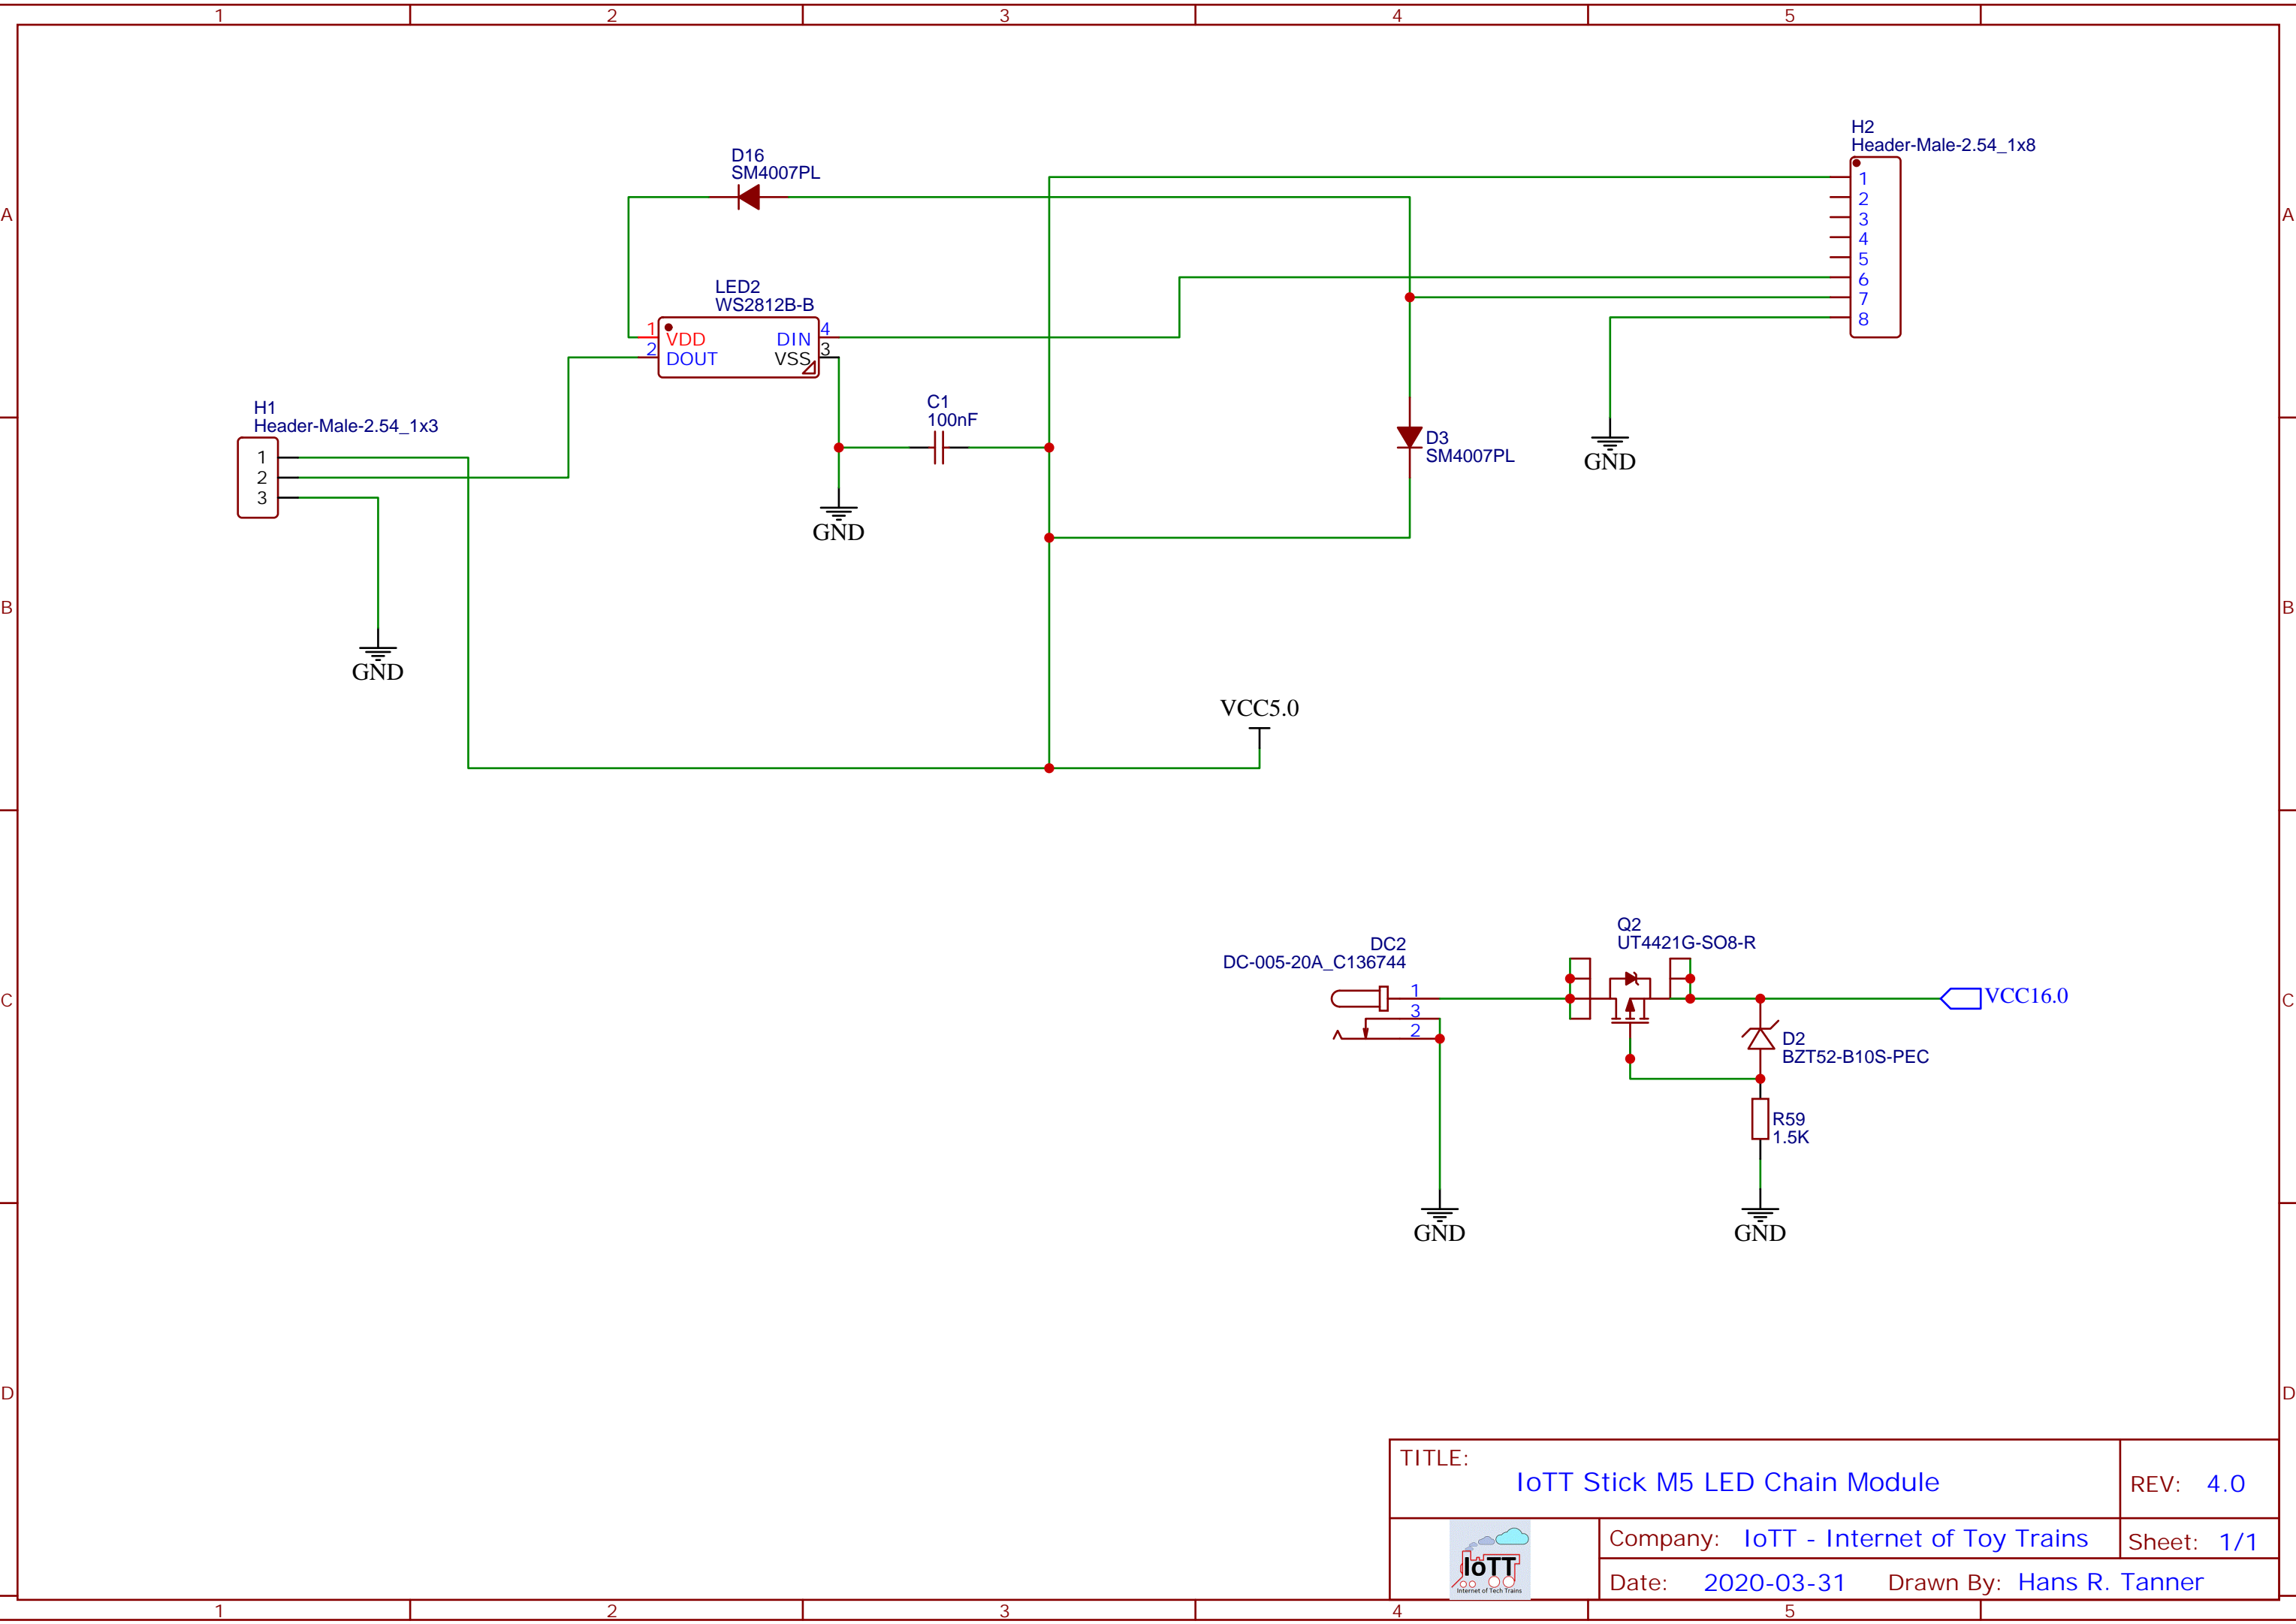 1 2 3 4 5
A A
B B
C C
D D
D16
SM4007PL
H2
Header-Male-2.54_1x8
1
2
3
4
5
6
7
8
LED2
WS2812B-B
1 VDD DIN 4
2 DOUT VSS 3
H1
Header-Male-2.54_1x3
1
2
3
GND
C1
100nF
GND
D3
SM4007PL
GND
VCC5.0
DC2
DC-005-20A_C136744
1
3
2
GND
Q2
UT4421G-SO8-R
VCC16.0
D2
BZT52-B10S-PEC
R59
1.5K
GND
TITLE:
IoTT Stick M5 LED Chain Module
REV: 4.0
IoTT
Internet of Tech Trains
Company: IoTT - Internet of Toy Trains
Sheet: 1/1
Date: 2020-03-31 Drawn By: Hans R. Tanner
1 2 3 4 5